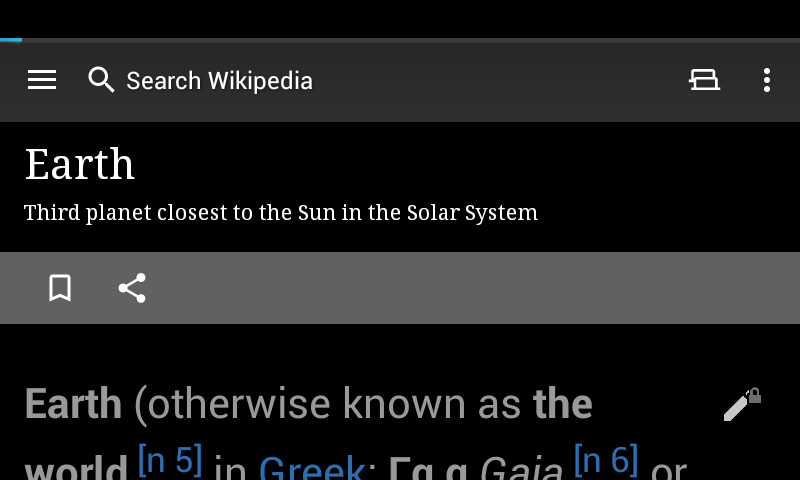 Search Wikipedia
Earth
Third planet closest to the Sun in the Solar System
Earth (otherwise known as the
world [n 5] in Greek: Γα α Gaia [n 6] or